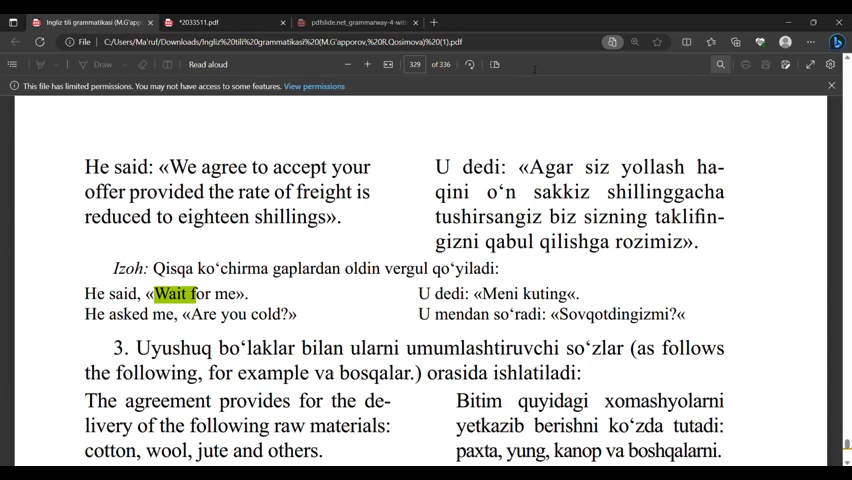 Ingliz tili grammatikasi (M.G'app
*2033511.pdf
pdfslide.net_grammarway-4-with
File
C:/Users/Ma'ruf/Downloads/Ingliz%20tili%20grammatikasi%20(M.G'apporov,%20R.Qosimova)%20(1).pdf
Draw
Read aloud
329
of 336
This file has limited permissions. You may not have access to some features. View permissions
He said: «We agree to accept your
offer provided the rate of freight is
reduced to eighteen shillings».
U dedi: «Agar siz yollash ha-
qini o‘n sakkiz shillinggacha
tushirsangiz biz sizning taklifin-
gizni qabul qilishga rozimiz».
Izoh: Qisqa ko‘chirma gaplardan oldin vergul qo‘yiladi:
He said, «Wait for me».
U dedi: «Meni kuting«.
He asked me, «Are you cold?»
U mendan so‘radi: «Sovqotdingizmi?«
3. Uyushuq bo‘laklar bilan ularni umumlashtiruvchi so‘zlar (as follows
the following, for example va bosqalar.) orasida ishlatiladi:
The agreement provides for the de-
livery of the following raw materials:
cotton, wool, jute and others.
Bitim quyidagi xomashyolarni
yetkazib berishni ko‘zda tutadi:
paxta, yung, kanop va boshqalarni.